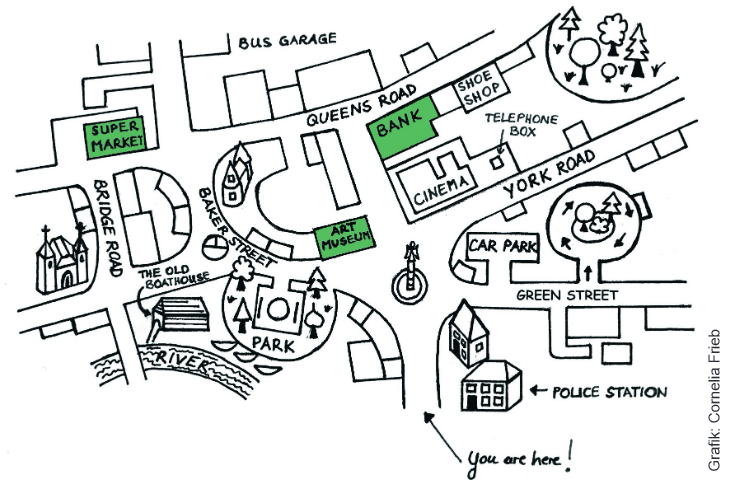 BUS GARAGE
QUEENS ROAD
SHOE
SHOP
BANK
TELEPHONE
BOX
SUPER
MARKET
CINEMA
YORK ROAD
BRIDGE ROAD
BAKER STREET
ART
MUSEUM
CAR PARK
THE OLD
BOATHOUSE
GREEN STREET
PARK
RIVER
POLICE STATION
You are here!
Grafik: Cornelia Frieb